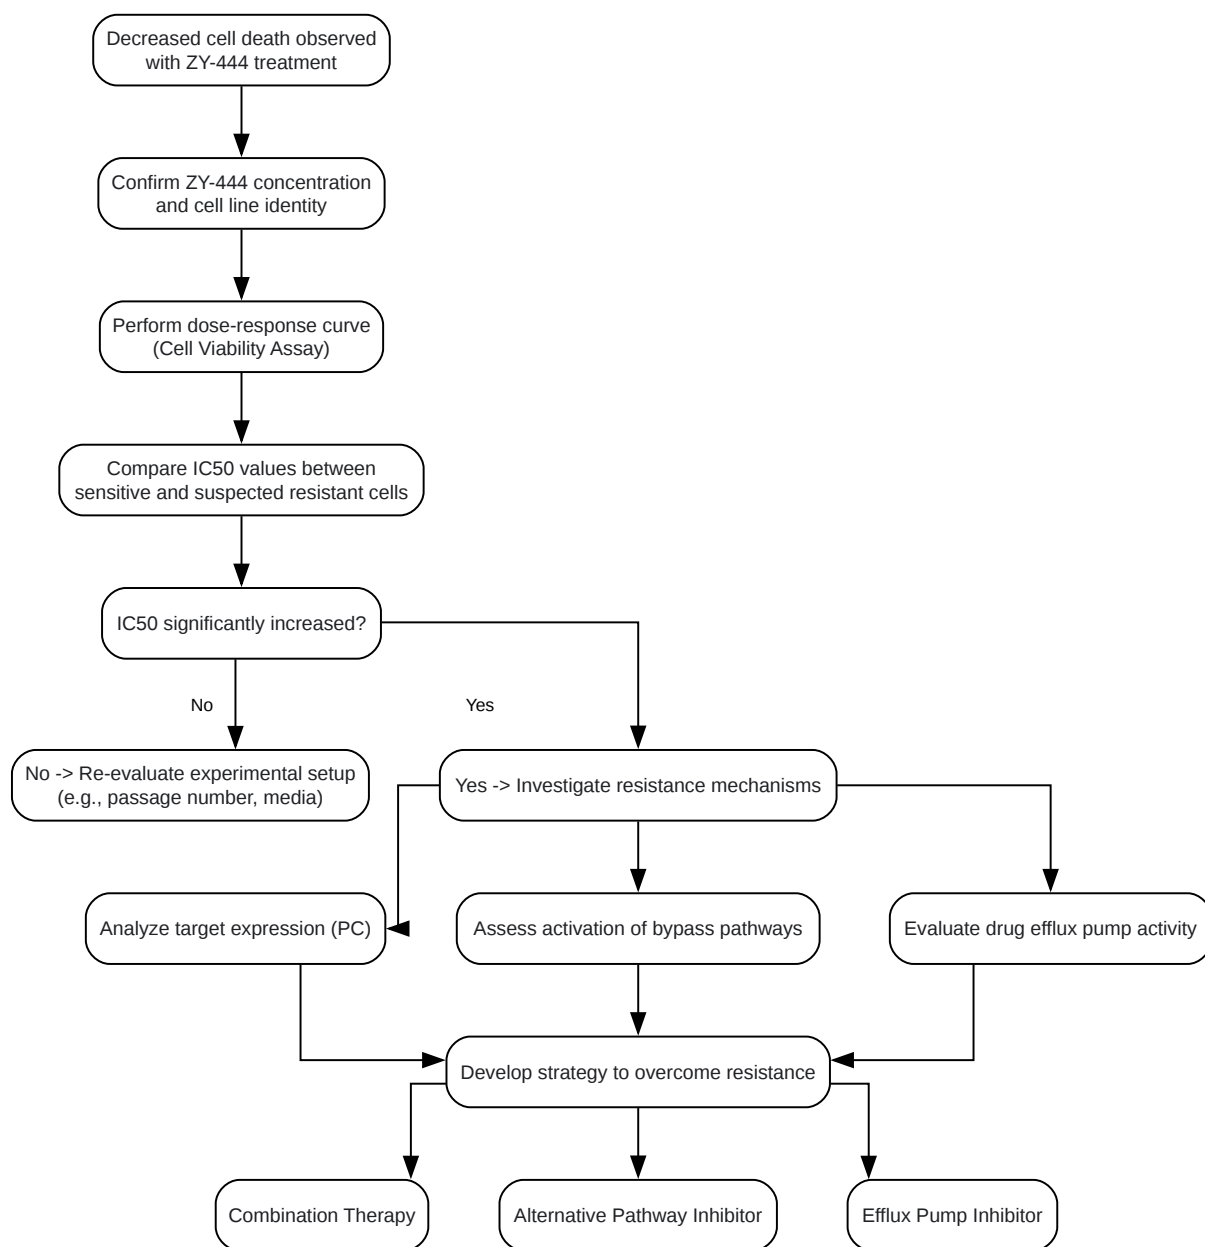 Decreased cell death observed
with ZY-444 treatment
Confirm ZY-444 concentration
and cell line identity
Perform dose-response curve
(Cell Viability Assay)
Compare IC50 values between
sensitive and suspected resistant cells
IC50 significantly increased?
No
Yes
No -> Re-evaluate experimental setup
(e.g., passage number, media)
Yes -> Investigate resistance mechanisms
Analyze target expression (PC)
Assess activation of bypass pathways
Evaluate drug efflux pump activity
Develop strategy to overcome resistance
Combination Therapy
Alternative Pathway Inhibitor
Efflux Pump Inhibitor